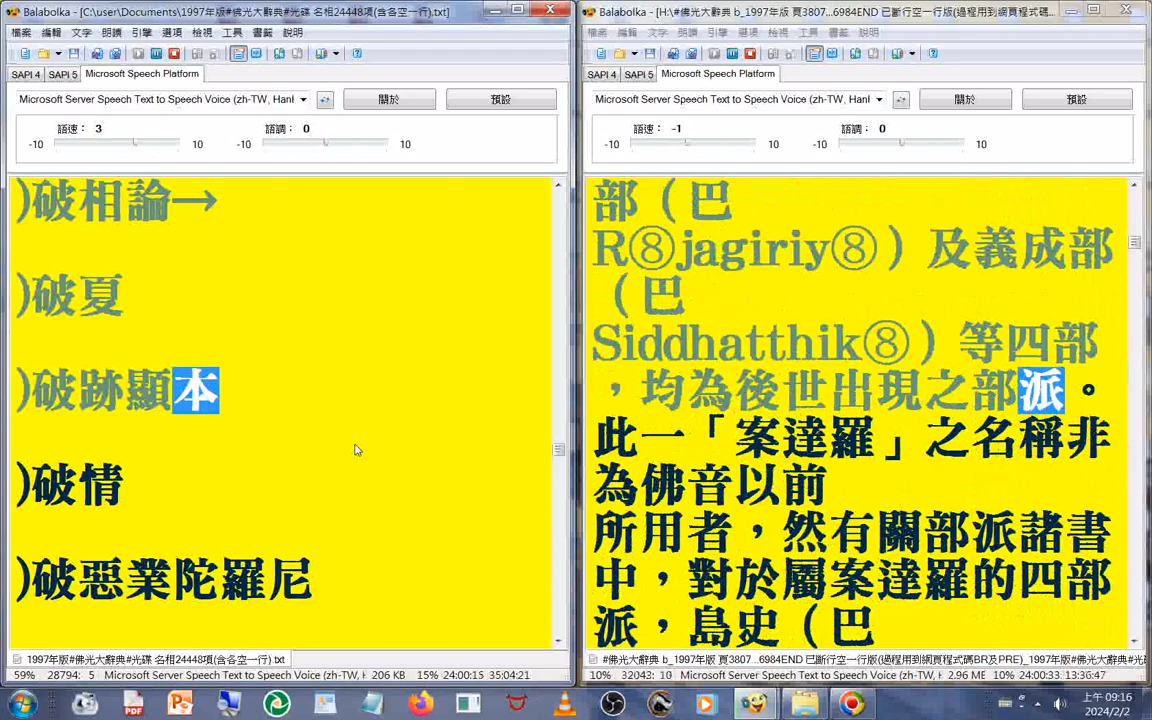 Balabolka - [C:\user\Documents\1997年版#佛光大辭典#光碟 名相24448項(含各空一行).txt]
檔案 編輯 文字 朗讀 引擎 選項 檢視 工具 書籤 說明
SAPI 4 SAPI 5 Microsoft Speech Platform
Microsoft Server Speech Text to Speech Voice (zh-TW, Hanl
關於
預設
語速： 3
語調： 0
-10 10 -10 10
)破相論→
)破夏
)破跡顯本
)破情
)破惡業陀羅尼
1997年版#佛光大辭典#光碟 名相24448項(含各空一行).txt
59% 28794: 5 Microsoft Server Speech Text to Speech Voice (zh-TW, H 206 KB 15% 24:00:15 35:04:21
Balabolka - [H:\#佛光大辭典 b_1997年版 頁3807...6984END 已斷行空一行版(過程用到網頁程式碼...
檔案 編輯 文字 朗讀 引擎 選項 檢視 工具 書籤 說明
SAPI 4 SAPI 5 Microsoft Speech Platform
Microsoft Server Speech Text to Speech Voice (zh-TW, Hanl
關於
預設
語速： -1
語調： 0
-10 10 -10 10
部（巴
R⑧jagiriy⑧）及義成部
（巴
Siddhatthik⑧）等四部
，均為後世出現之部派。
此一「案達羅」之名稱非
為佛音以前
所用者，然有關部派諸書
中，對於屬案達羅的四部
派，島史（巴
#佛光大辭典 b_1997年版 頁3807...6984END 已斷行空一行版(過程用到網頁程式碼BR及PRE)_1997年版#光
10% 32043: 10 Microsoft Server Speech Text to Speech Voice (zh-TW, H 2.96 ME 10% 24:00:33 13:36:47
上午 09:16
2024/2/2